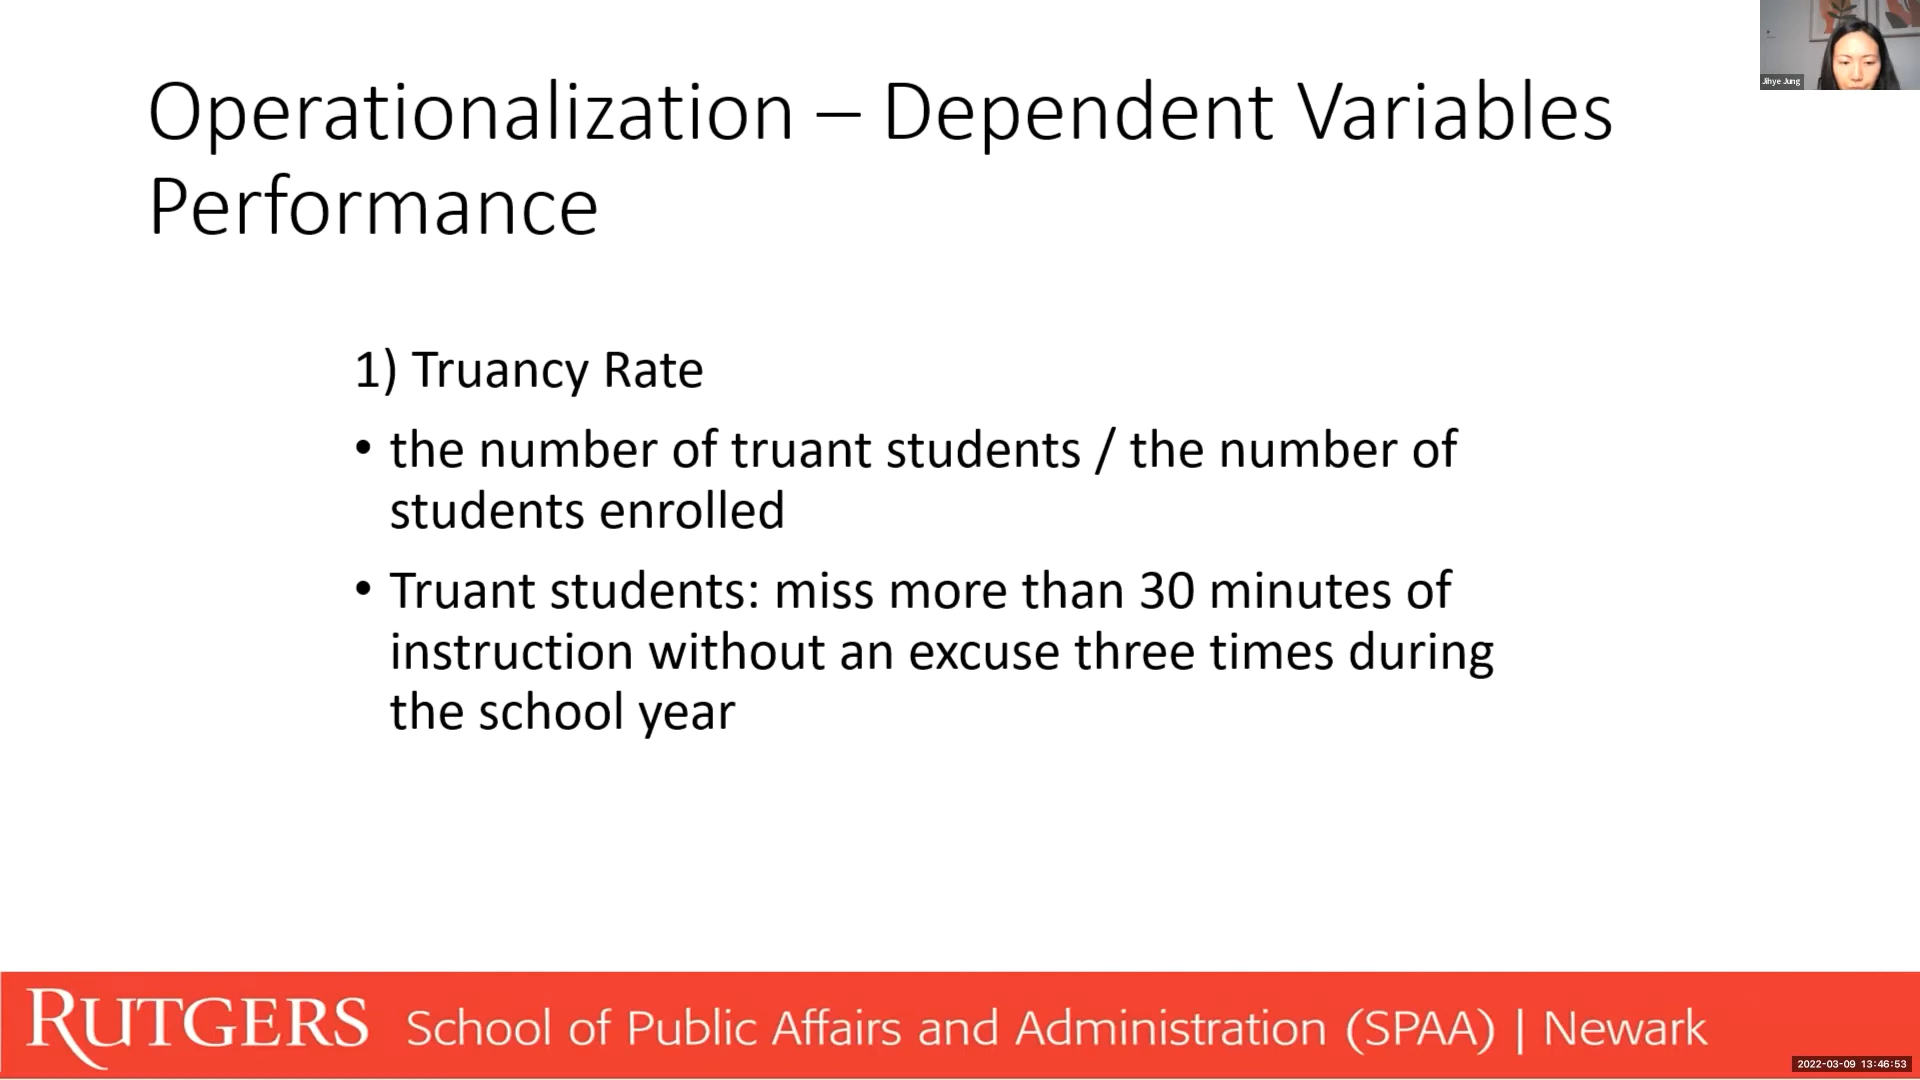 Jihye Jung
Operationalization – Dependent Variables
Performance
1) Truancy Rate
• the number of truant students / the number of
students enrolled
• Truant students: miss more than 30 minutes of
instruction without an excuse three times during
the school year
RUTGERS School of Public Affairs and Administration (SPAA) | Newark
2022-03-09 13:46:53